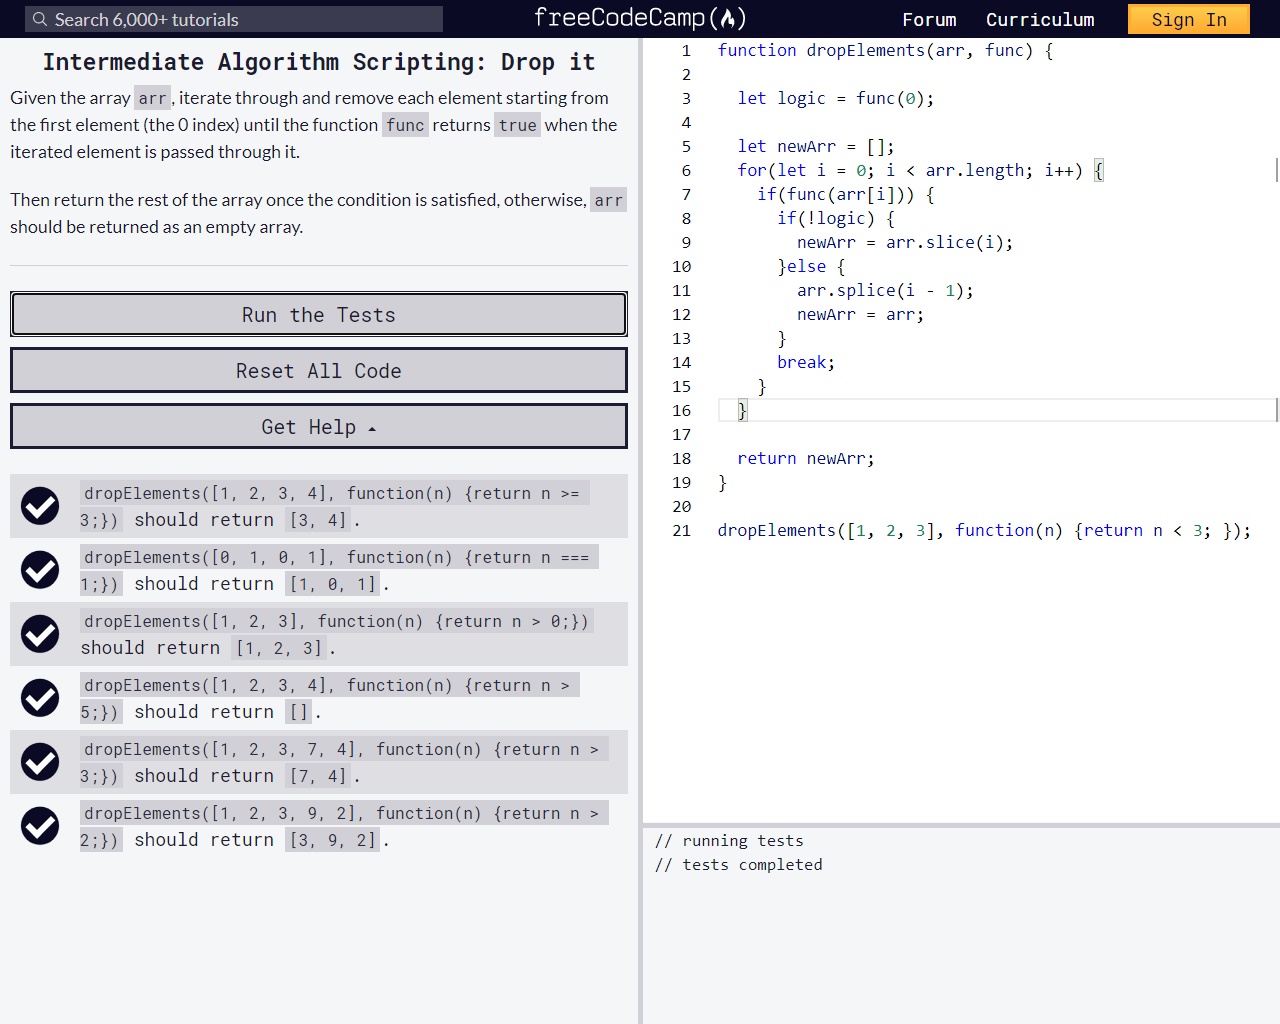 Search 6,000+ tutorials
freeCodeCamp
Forum
Curriculum
Sign In
Intermediate Algorithm Scripting: Drop it
Given the array arr, iterate through and remove each element starting from
the first element (the 0 index) until the function func returns true when the
iterated element is passed through it.
Then return the rest of the array once the condition is satisfied, otherwise, arr
should be returned as an empty array.
Run the Tests
Reset All Code
Get Help
dropElements([1, 2, 3, 4], function(n) {return n >=
3;}) should return [3, 4].
dropElements([0, 1, 0, 1], function(n) {return n ===
1;}) should return [1, 0, 1].
dropElements([1, 2, 3], function(n) {return n > 0;})
should return [1, 2, 3].
dropElements([1, 2, 3, 4], function(n) {return n >
5;}) should return [].
dropElements([1, 2, 3, 7, 4], function(n) {return n >
3;}) should return [7, 4].
dropElements([1, 2, 3, 9, 2], function(n) {return n >
2;}) should return [3, 9, 2].
1 function dropElements(arr, func) {
2
3 let logic = func(0);
4
5 let newArr = [];
6 for(let i = 0; i < arr.length; i++) {
7 if(func(arr[i])) {
8 if(!logic) {
9 newArr = arr.slice(i);
10 }else {
11 arr.splice(i - 1);
12 newArr = arr;
13 }
14 break;
15 }
16 }
17
18 return newArr;
19 }
20
21 dropElements([1, 2, 3], function(n) {return n < 3; });
// running tests
// tests completed